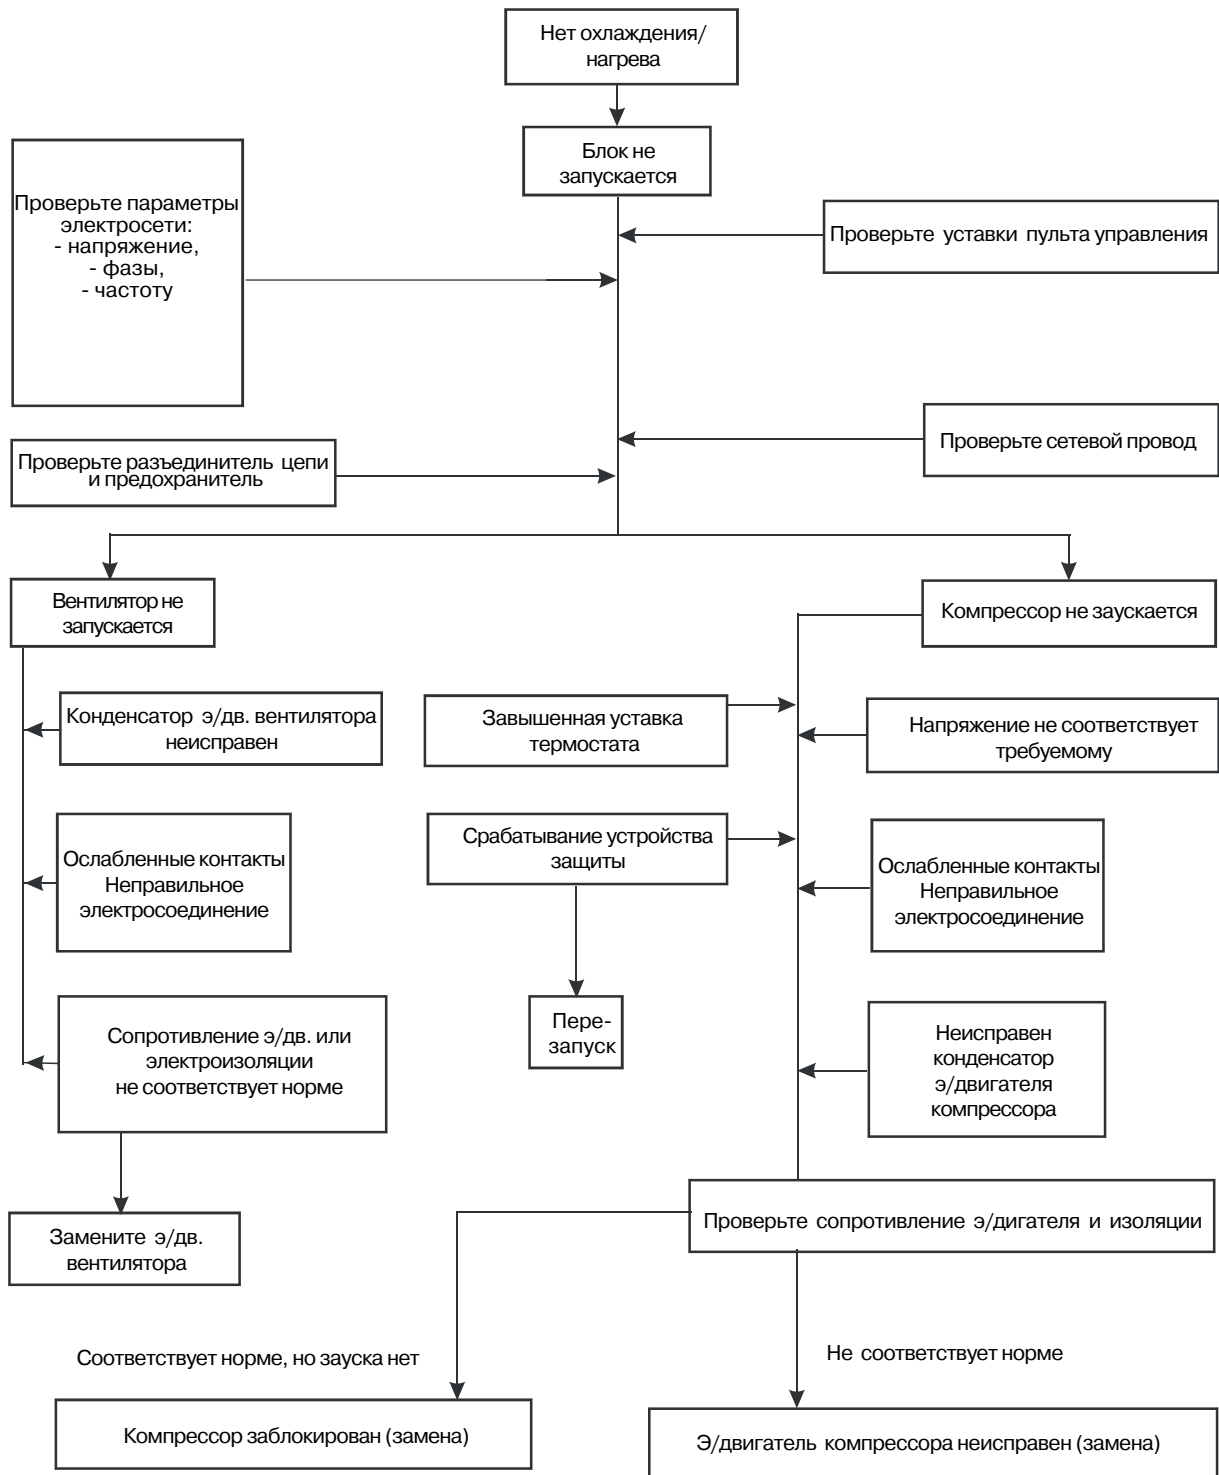 Нет охлаждения/
нагрева
Блок не
запускается
Проверьте параметры
электросети:
- напряжение,
- фазы,
- частоту
Проверьте уставки пульта управления
Проверьте сетевой провод
Проверьте разъединитель цепи
и предохранитель
Вентилятор не
запускается
Компрессор не зауcкается
Конденсатор э/дв. вентилятора
неисправен
Завышенная уставка
термостата
Напряжение не соответствует
требуемому
Ослабленные контакты
Неправильное
электросоединение
Срабатывание устройства
защиты
Ослабленные контакты
Неправильное
электросоединение
Сопротивление э/дв. или
электроизоляции
не соответствует норме
Пере-
запуск
Неисправен
конденсатор
э/двигателя
компрессора
Замените э/дв.
вентилятора
Проверьте сопротивление э/дигателя и изоляции
Соответствует норме, но зауска нет
Не соответствует норме
Компрессор заблокирован (замена)
Э/двигатель компрессора неисправен (замена)